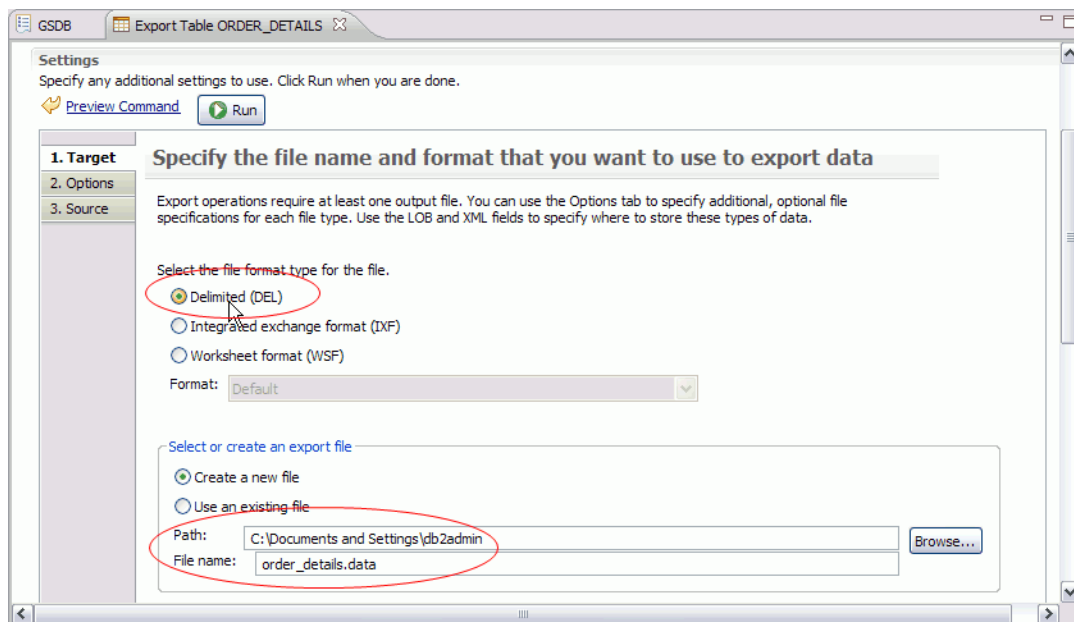 GSDB
Export Table ORDER_DETAILS
Settings
Specify any additional settings to use. Click Run when you are done.
Preview Command
Run
1. Target
2. Options
3. Source
Specify the file name and format that you want to use to export data
Export operations require at least one output file. You can use the Options tab to specify additional, optional file
specifications for each file type. Use the LOB and XML fields to specify where to store these types of data.
Select the file format type for the file.
Delimited (DEL)
Integrated exchange format (IXF)
Worksheet format (WSF)
Format: Default
Select or create an export file
Create a new file
Use an existing file
Path: C:\Documents and Settings\db2admin
Browse...
File name: order_details.data